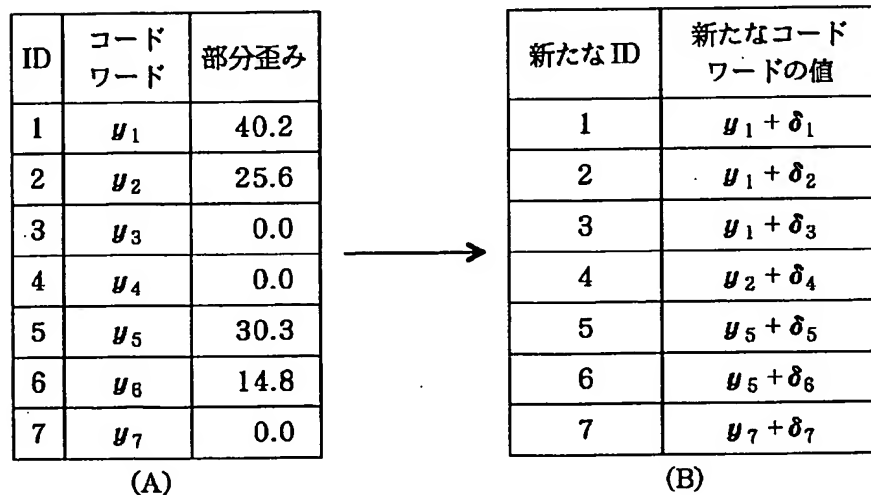 ID コードワード 部分歪み
1 y₁ 40.2
2 y₂ 25.6
3 y₃ 0.0
4 y₄ 0.0
5 y₅ 30.3
6 y₆ 14.8
7 y₇ 0.0
(A)
新たなID 新たなコードワードの値
1 y₁ + δ₁
2 y₁ + δ₂
3 y₁ + δ₃
4 y₂ + δ₄
5 y₅ + δ₅
6 y₅ + δ₆
7 y₇ + δ₇
(B)